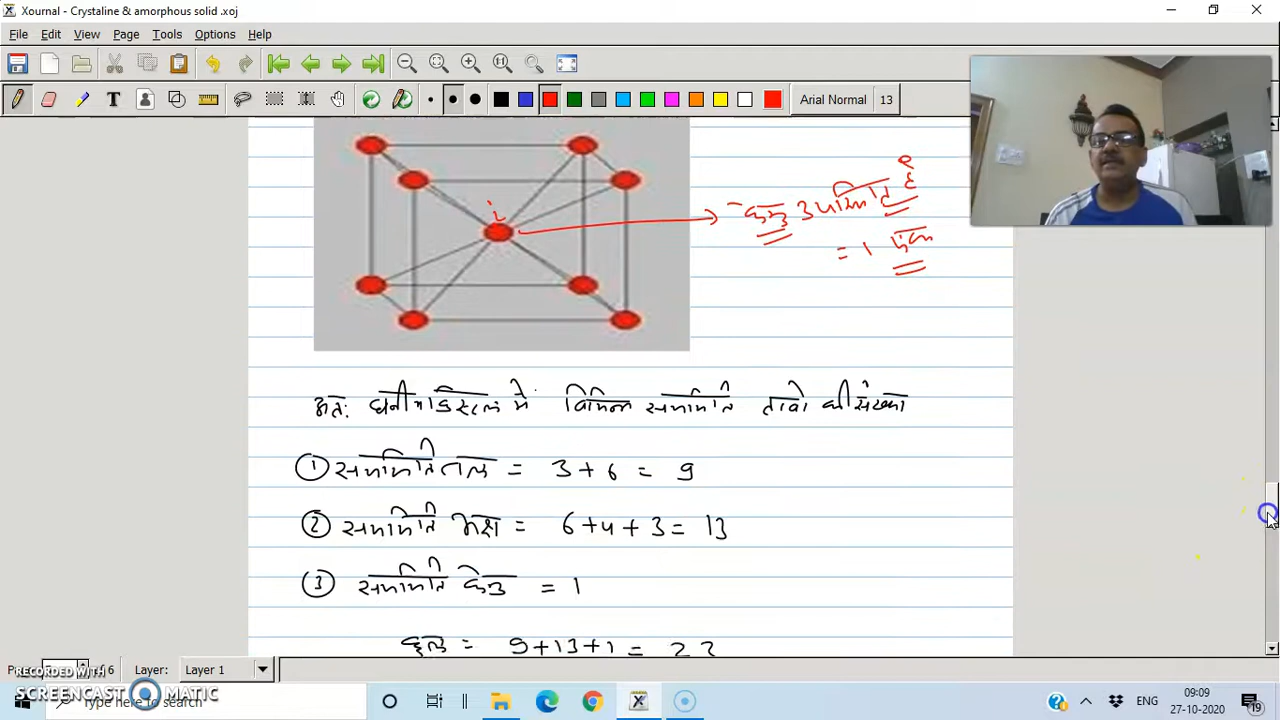 Xournal - Crystaline & amorphous solid .xoj
File Edit View Page Tools Options Help
Arial Normal 13
i
केन्द्र उपस्थित है
= 1 केन्द्र
अतः घनीय क्रिस्टल में विभिन्न सममिति तत्वों की संख्या
① सममिति तल = 3 + 6 = 9
② सममिति अक्ष = 6 + 4 + 3 = 13
③ सममिति केन्द्र = 1
कुल = 9 + 13 + 1 = 23
6 Layer: Layer 1
RECORDED WITH
SCREENCAST MATIC
Type here to search
ENG
09:09
27-10-2020
19